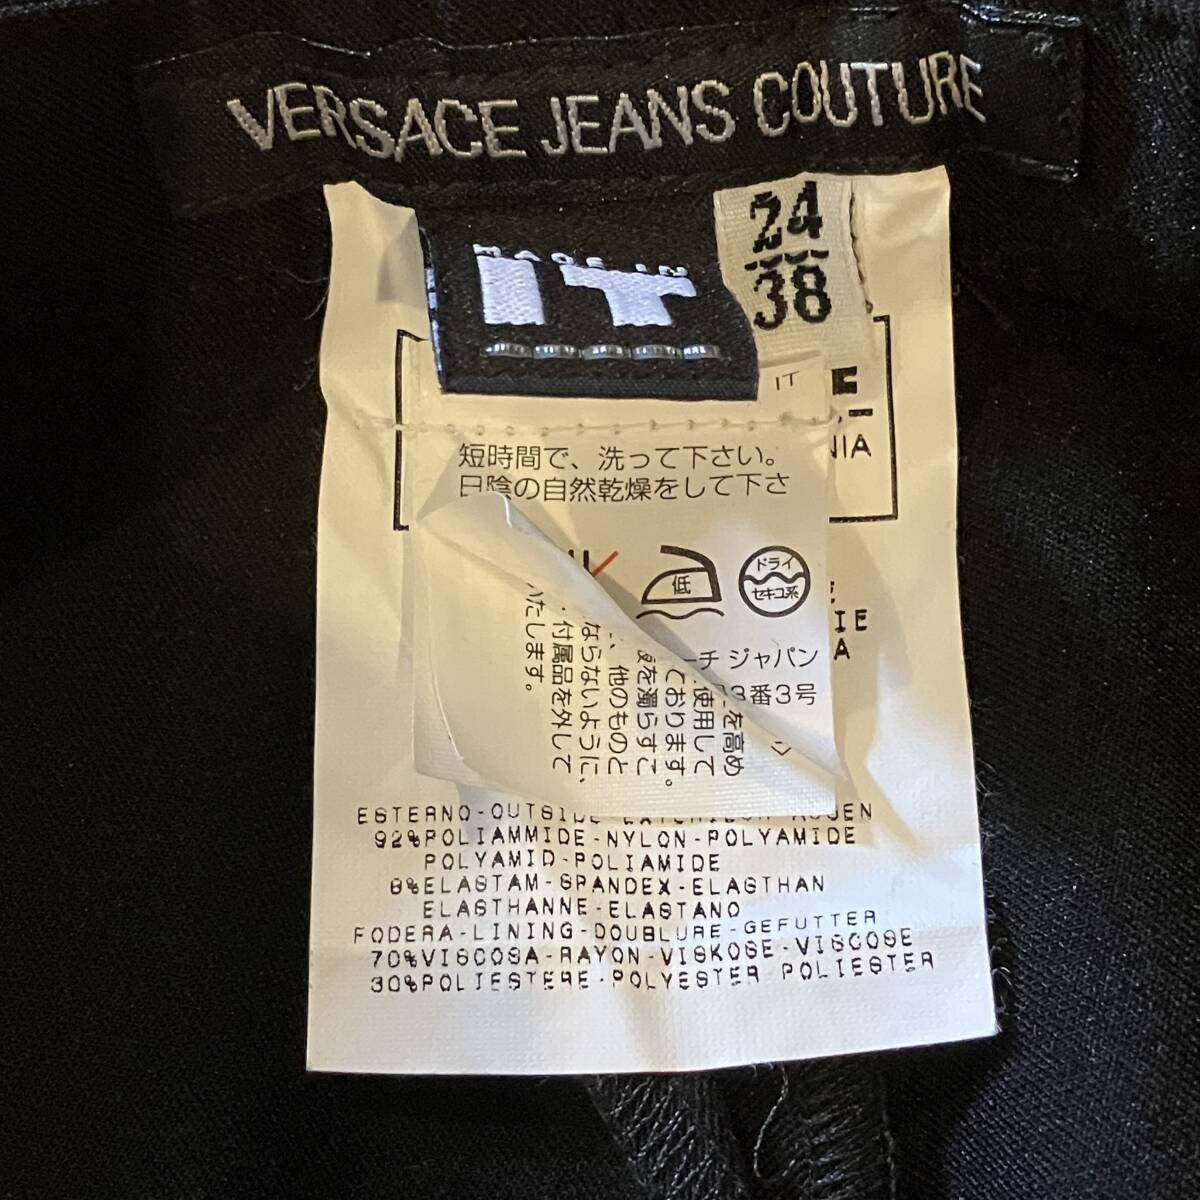 VERSACE JEANS COUTURE
MADE IN
IT
24
38
IT
E
NIA
短時間で、洗って下さい。
日陰の自然乾燥をして下さ
低
ドライ
セキユ系
IE
A
ーチ ジャパン
3番3号
を高め
使用して
ております。
を濁らすこ
、他のものと
ならないように、
付属品を外して
いたします。
ESTERNO-OUTSIDE-EXTERIEUR-AUSSEN
92%POLIAMMIDE-NYLON-POLYAMIDE
POLYAMID-POLIAMIDE
8%ELASTAM-SPANDEX-ELASTHAN
ELASTHANNE-ELASTANO
FODERA-LINING-DOUBLURE-GEFUTTER
70%VISCOSA-RAYON-VISKOSE-VISCOSE
30%POLIESTERE-POLYESTER POLIESTER